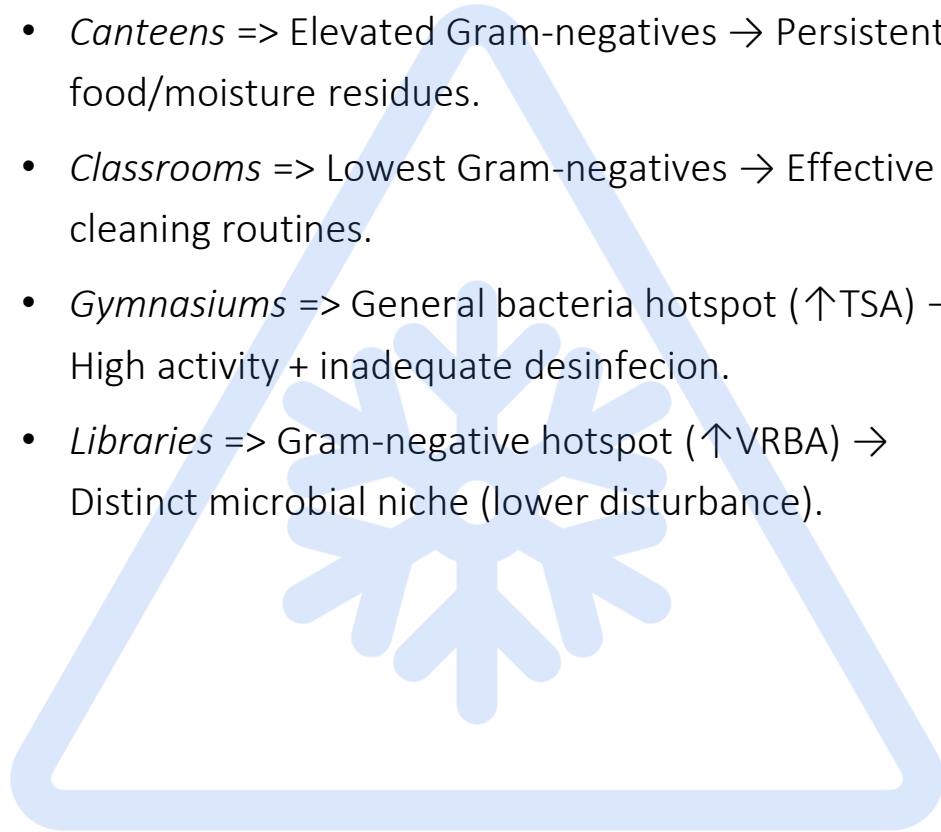 • Canteens => Elevated Gram-negatives → Persistent
food/moisture residues.
• Classrooms => Lowest Gram-negatives → Effective
cleaning routines.
• Gymnasiums => General bacteria hotspot (↑TSA) →
High activity + inadequate desinfecion.
• Libraries => Gram-negative hotspot (↑VRBA) →
Distinct microbial niche (lower disturbance).